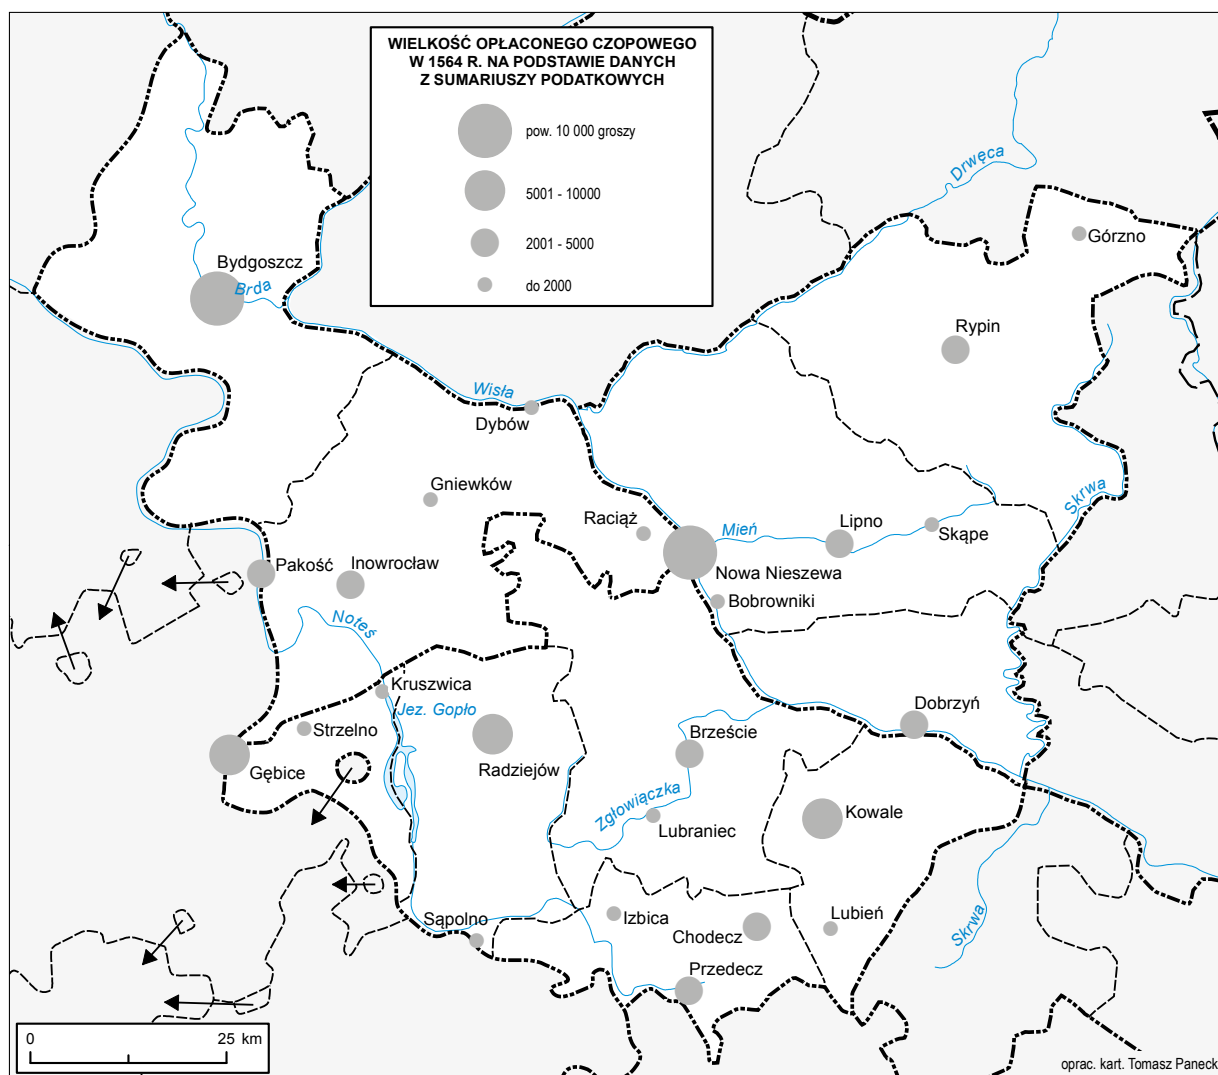 WIELKOŚĆ OPŁACONEGO CZOPOWEGO
W 1564 R. NA PODSTAWIE DANYCH
Z SUMARIUSZY PODATKOWYCH
pow. 10 000 groszy
5001 - 10000
2001 - 5000
do 2000
Drwęca
Górzno
Bydgoszcz
Brda
Rypin
Wisła
Dybów
Gniewków
Raciąż
Mień
Lipno
Skąpe
Skrwa
Pakość
Inowrocław
Nowa Nieszewa
Bobrowniki
Noteś
Kruszwica
Jez. Gopło
Strzelno
Gębice
Radziejów
Brzeście
Dobrzyń
Zgłowiączka
Lubraniec
Kowale
Sąpolno
Izbica
Chodecz
Lubień
Skrwa
Przedecz
0 25 km
oprac. kart. Tomasz Panecki